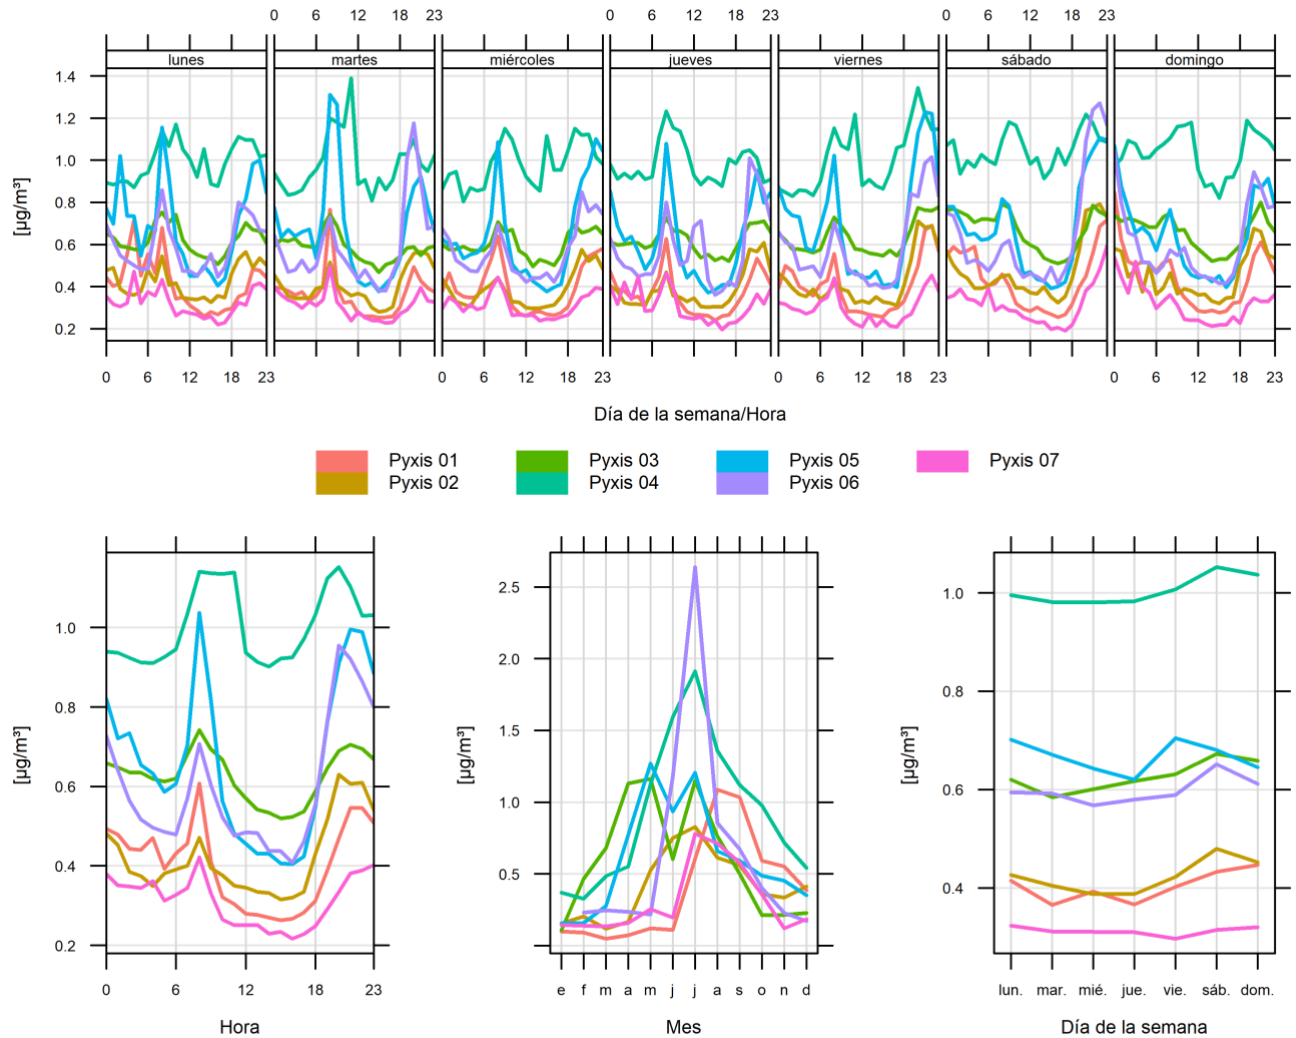 0 6 12 18 23 0 6 12 18 23 0 6 12 18 23
lunes martes miércoles jueves viernes sábado domingo
1.4
1.2
1.0
0.8
0.6
0.4
0.2
[µg/m³]
0 6 12 18 23 0 6 12 18 23 0 6 12 18 23 0 6 12 18 23
Día de la semana/Hora
Pyxis 01 Pyxis 03 Pyxis 05 Pyxis 07
Pyxis 02 Pyxis 04 Pyxis 06
1.0
0.8
0.6
0.4
0.2
[µg/m³]
0 6 12 18 23
Hora
2.5
2.0
1.5
1.0
0.5
[µg/m³]
e f m a m j j a s o n d
Mes
1.0
0.8
0.6
0.4
[µg/m³]
lun. mar. mié. jue. vie. sáb. dom.
Día de la semana